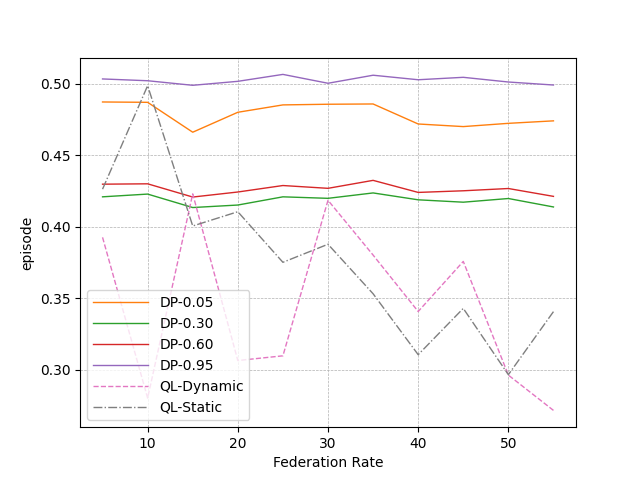 0.50
0.45
0.40
0.35
0.30
episode
DP-0.05
DP-0.30
DP-0.60
DP-0.95
QL-Dynamic
QL-Static
10 20 30 40 50
Federation Rate